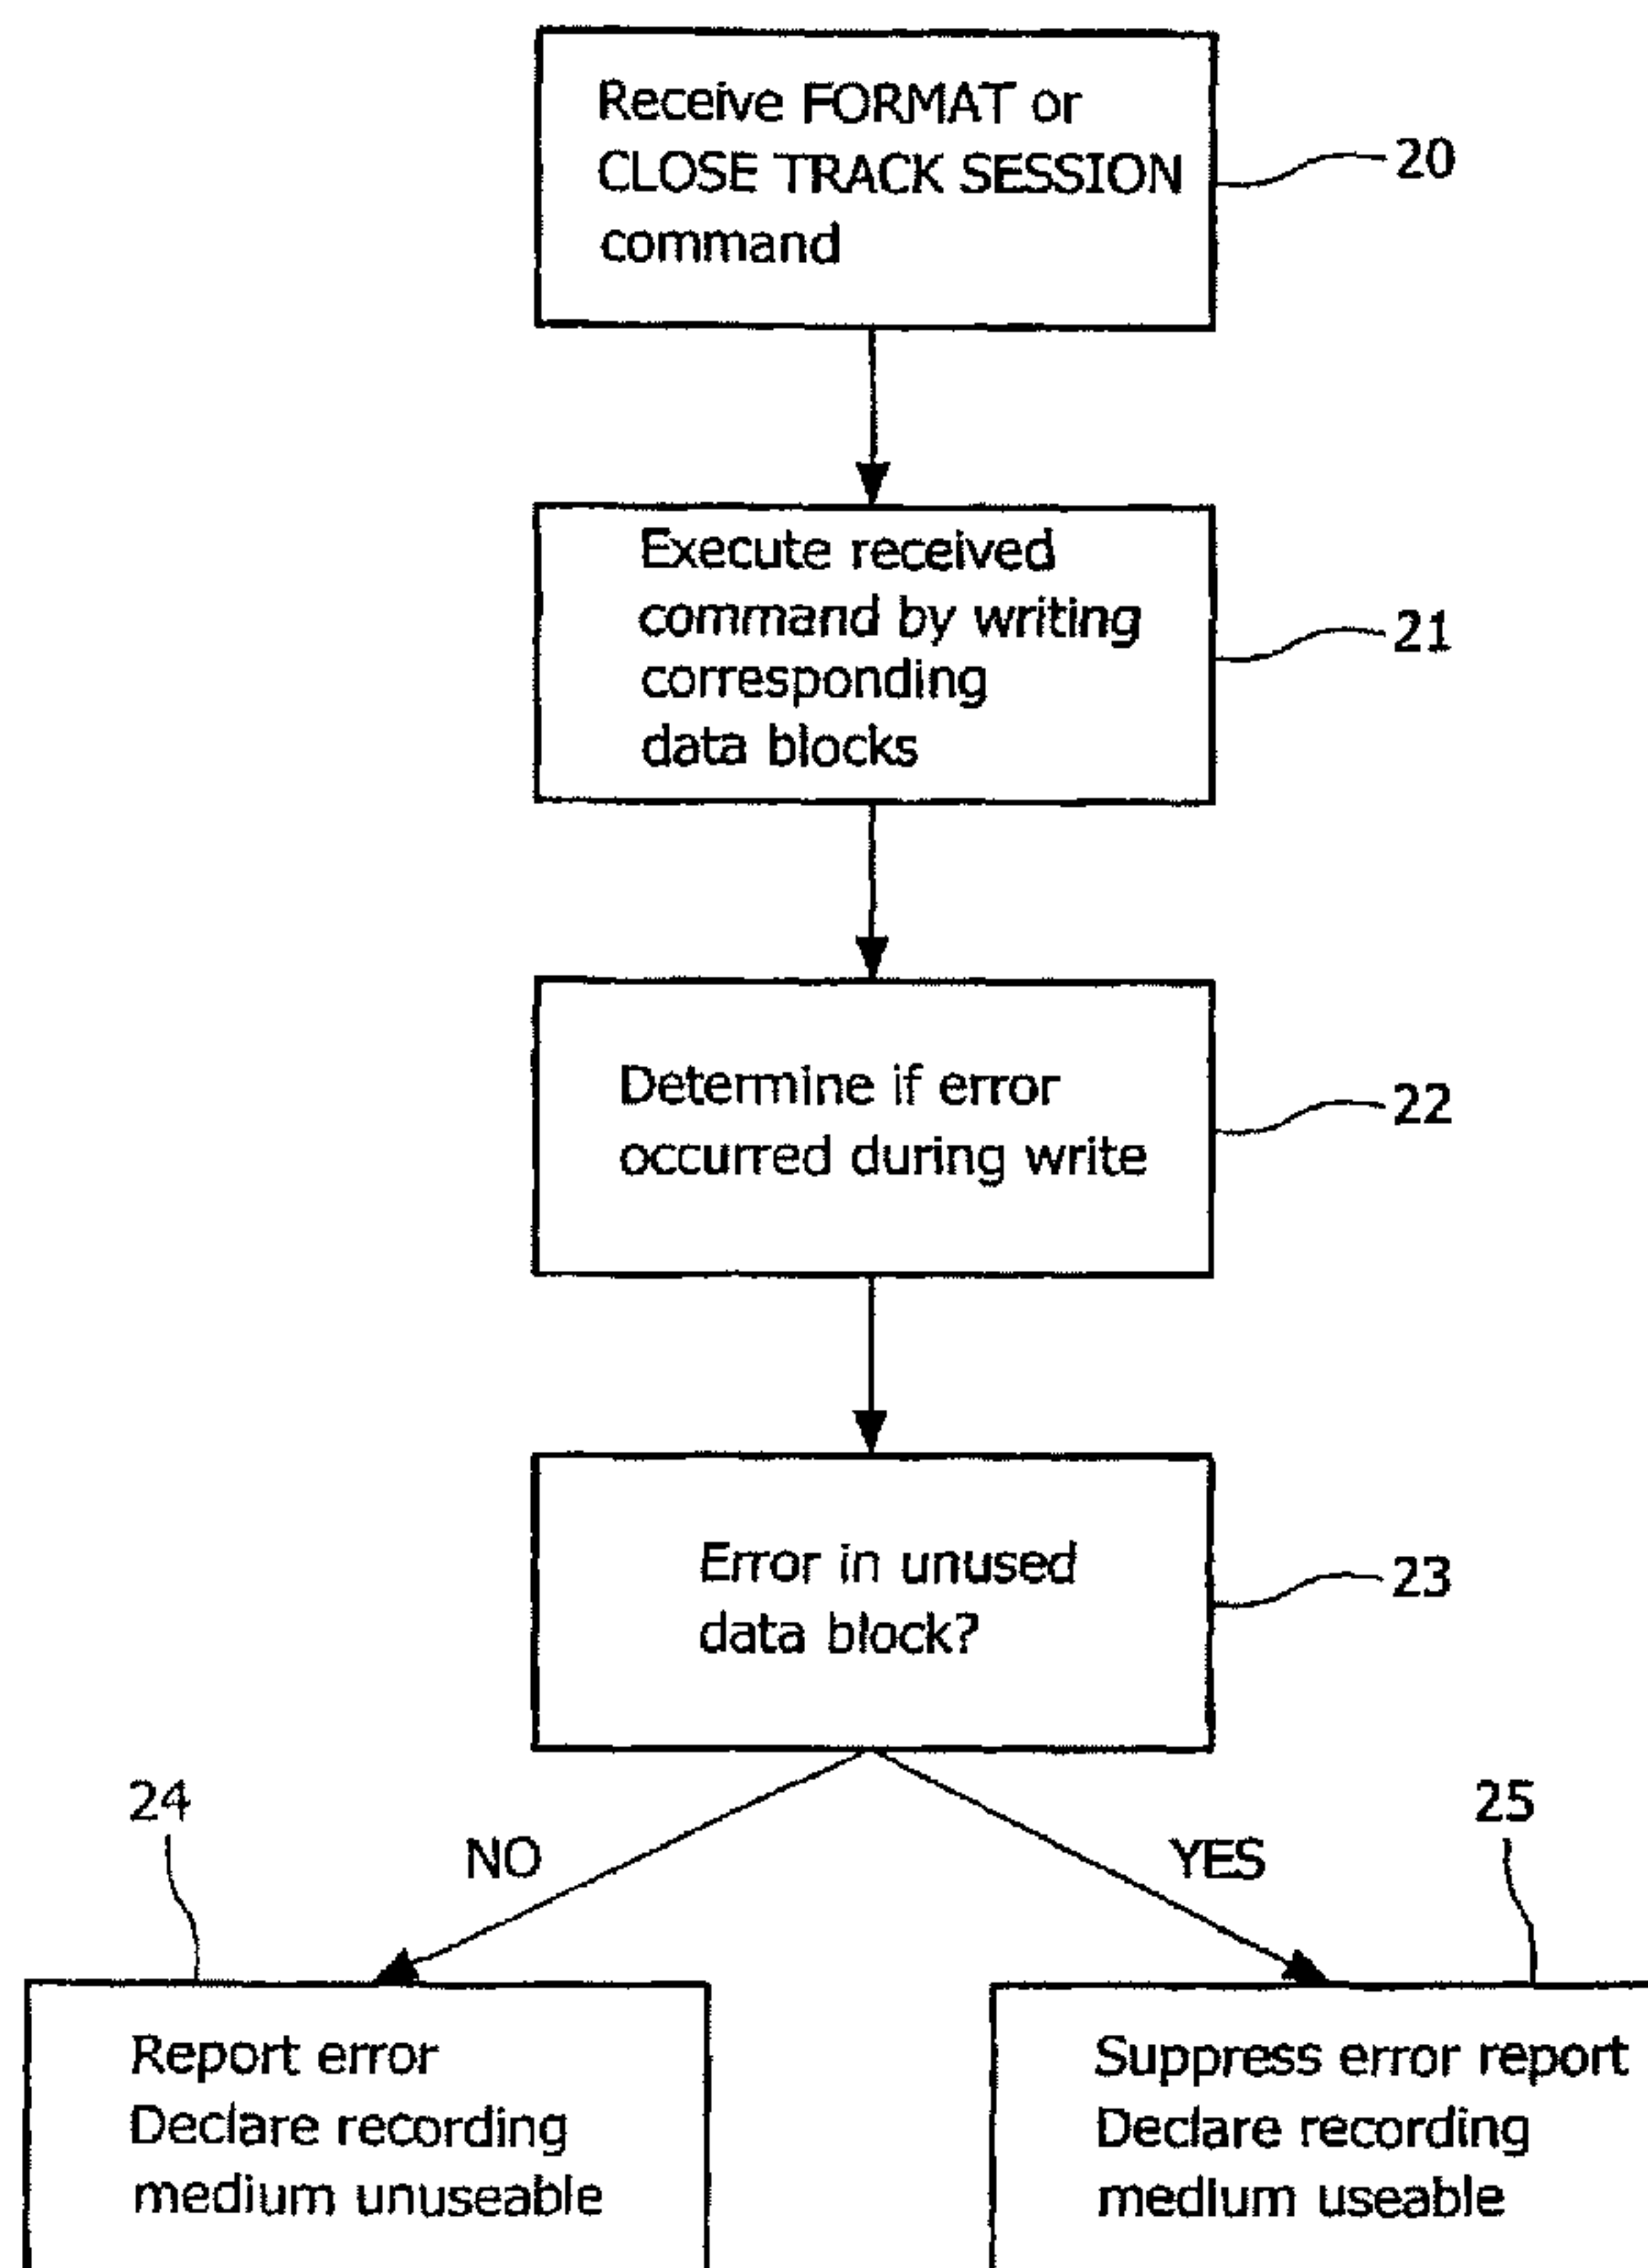 Receive FORMAT or
CLOSE TRACK SESSION
command
20
Execute received
command by writing
corresponding
data blocks
21
Determine if error
occurred during write
22
Error in unused
data block?
23
24
NO
YES
25
Report error
Declare recording
medium unuseable
Suppress error report
Declare recording
medium useable